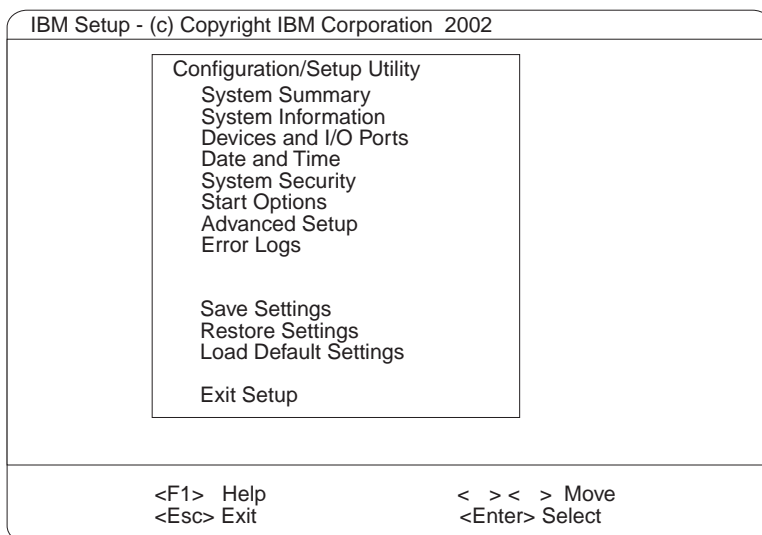 IBM Setup - (c) Copyright IBM Corporation 2002
Configuration/Setup Utility
System Summary
System Information
Devices and I/O Ports
Date and Time
System Security
Start Options
Advanced Setup
Error Logs
Save Settings
Restore Settings
Load Default Settings
Exit Setup
<F1> Help < > < > Move
<Esc> Exit <Enter> Select